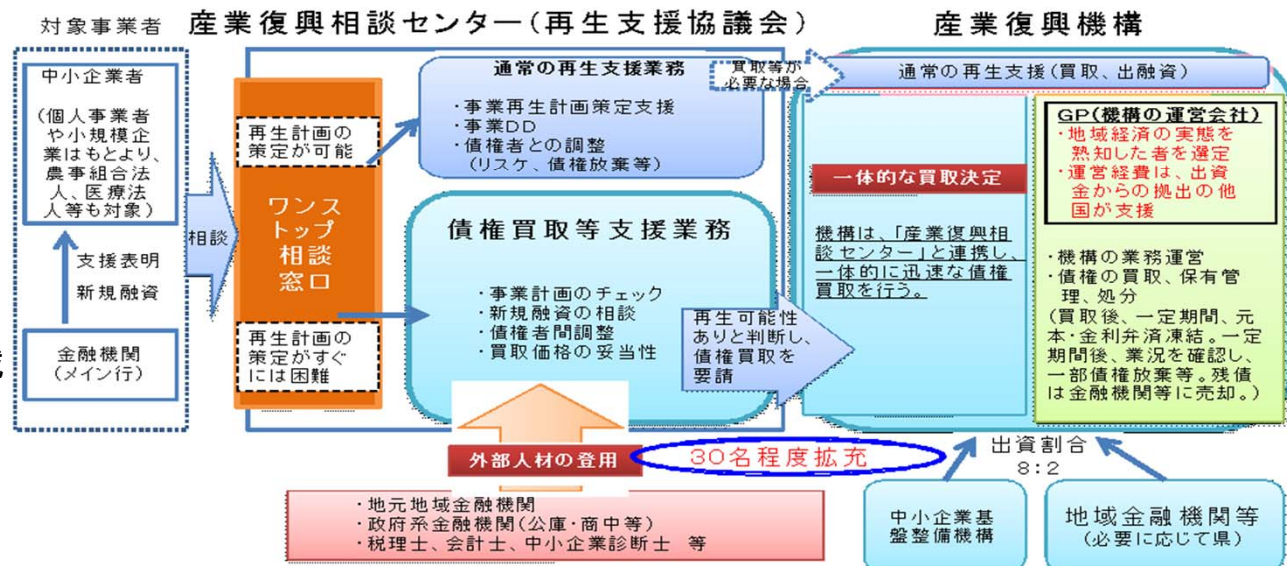 対象事業者
産業復興相談センター(再生支援協議会)
産業復興機構
中小企業者
(個人事業者
や小規模企
業はもとより、
農事組合法
人、医療法
人等も対象)
支援表明
新規融資
金融機関
(メイン行)
相談
再生計画の
策定が可能
ワンス
トップ
相談
窓口
再生計画の
策定がすぐ
には困難
通常の再生支援業務
・事業再生計画策定支援
・事業DD
・債権者との調整
(リスケ、債権放棄等)
買取等が
必要な場合
債権買取等支援業務
・事業計画のチェック
・新規融資の相談
・債権者間調整
・買取価格の妥当性
再生可能性
ありと判断し、
債権買取を
要請
外部人材の登用
30名程度拡充
・地元地域金融機関
・政府系金融機関(公庫・商中等)
・税理士、会計士、中小企業診断士 等
通常の再生支援(買取、出融資)
一体的な買取決定
機構は、「産業復興相
談センター」と連携し、
一体的に迅速な債権
買取を行う。
GP(機構の運営会社)
・地域経済の実態を
熟知した者を選定
・運営経費は、出資
金からの拠出の他
国が支援
・機構の業務運営
・債権の買取、保有管
理、処分
(買取後、一定期間、元
本・金利弁済凍結。一定
期間後、業況を確認し、
一部債権放棄等。残債
は金融機関等に売却。)
出資割合
8:2
中小企業基
盤整備機構
地域金融機関等
(必要に応じて県)